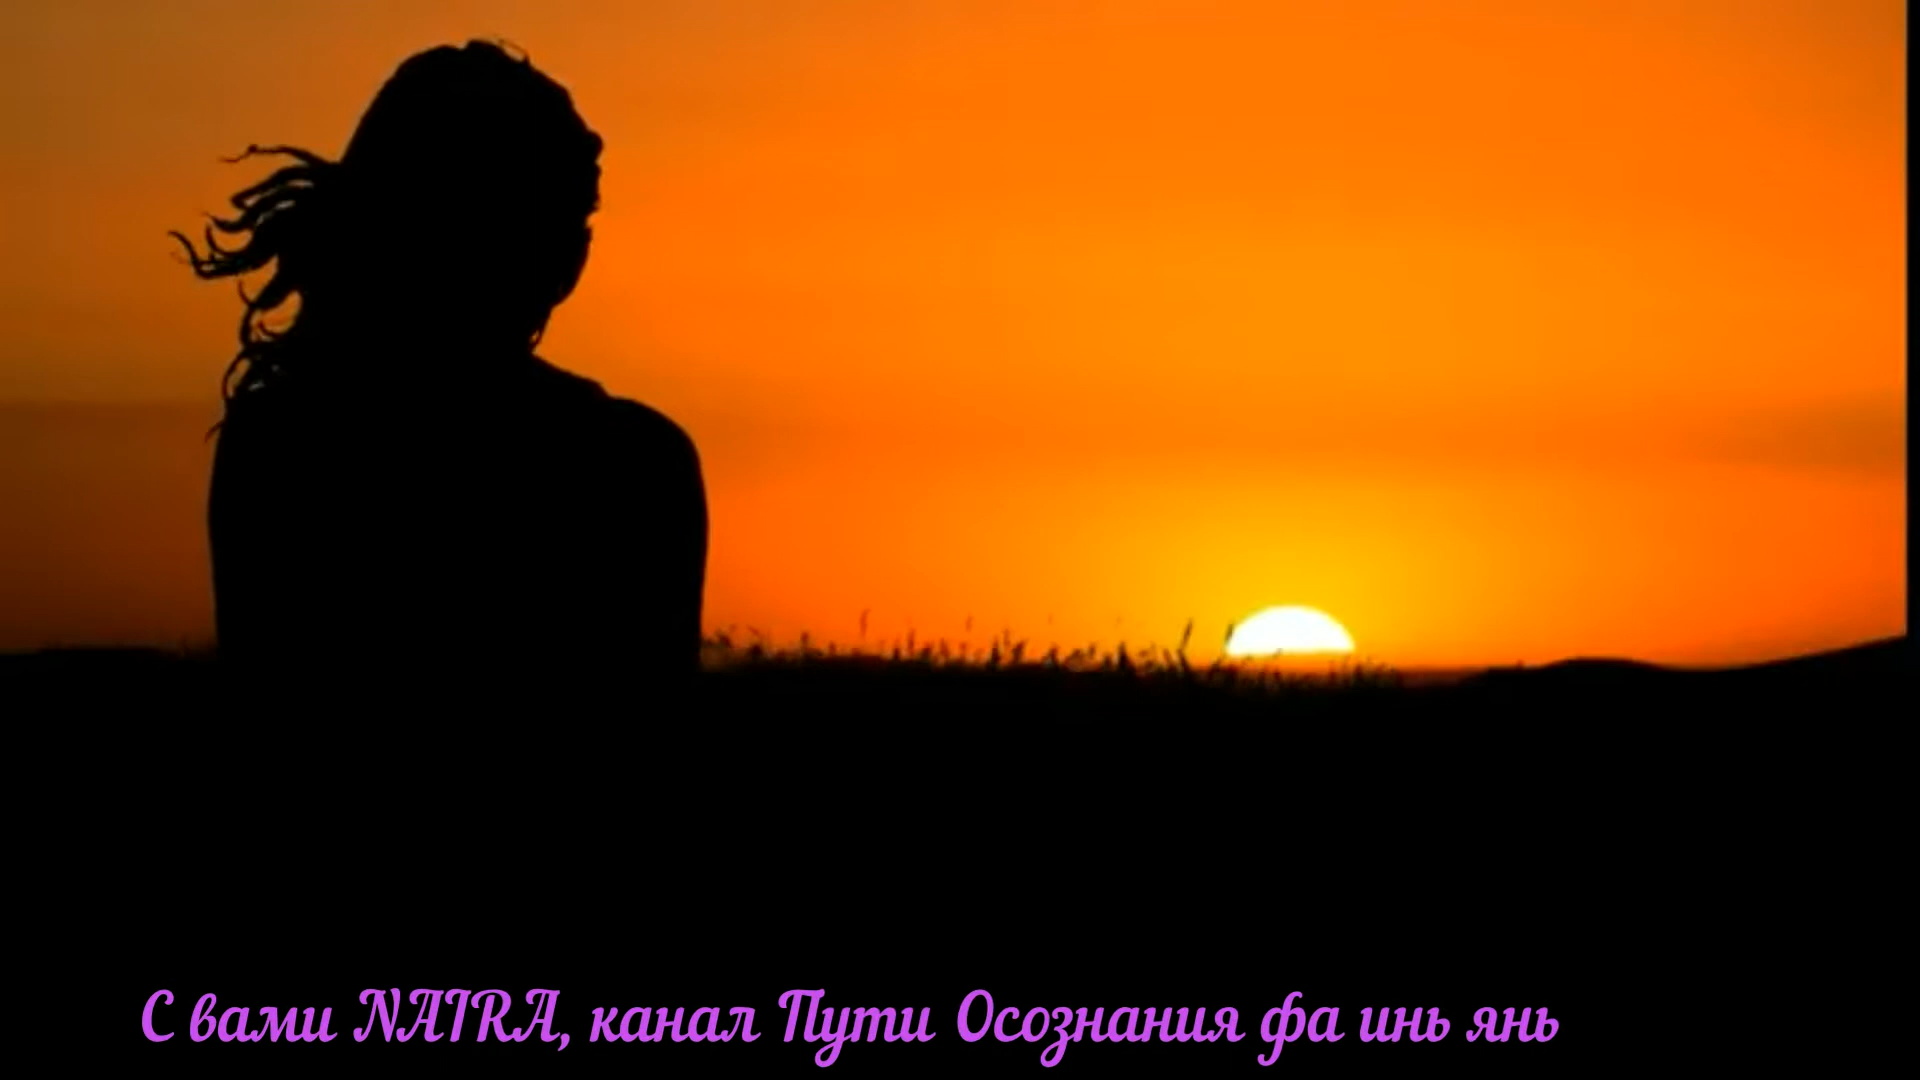 С вами NAIRA, канал Пути Осознания фа инь янь